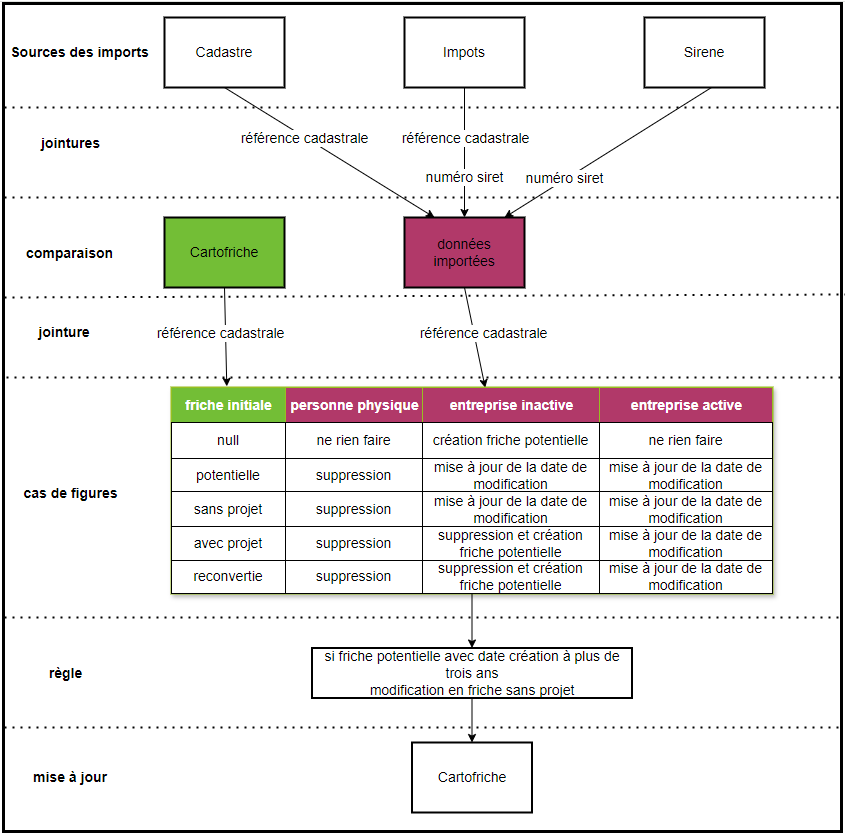 Sources des imports
Cadastre
Impots
Sirene
jointures
référence cadastrale
référence cadastrale
numéro siret
numéro siret
comparaison
Cartofriche
données
importées
jointure
référence cadastrale
référence cadastrale
cas de figures
friche initiale
personne physique
entreprise inactive
entreprise active
null
ne rien faire
création friche potentielle
ne rien faire
potentielle
suppression
mise à jour de la date de
modification
mise à jour de la date de
modification
sans projet
suppression
mise à jour de la date de
modification
mise à jour de la date de
modification
avec projet
suppression
suppression et création
friche potentielle
mise à jour de la date de
modification
reconvertie
suppression
suppression et création
friche potentielle
mise à jour de la date de
modification
règle
si friche potentielle avec date création à plus de
trois ans
modification en friche sans projet
mise à jour
Cartofriche